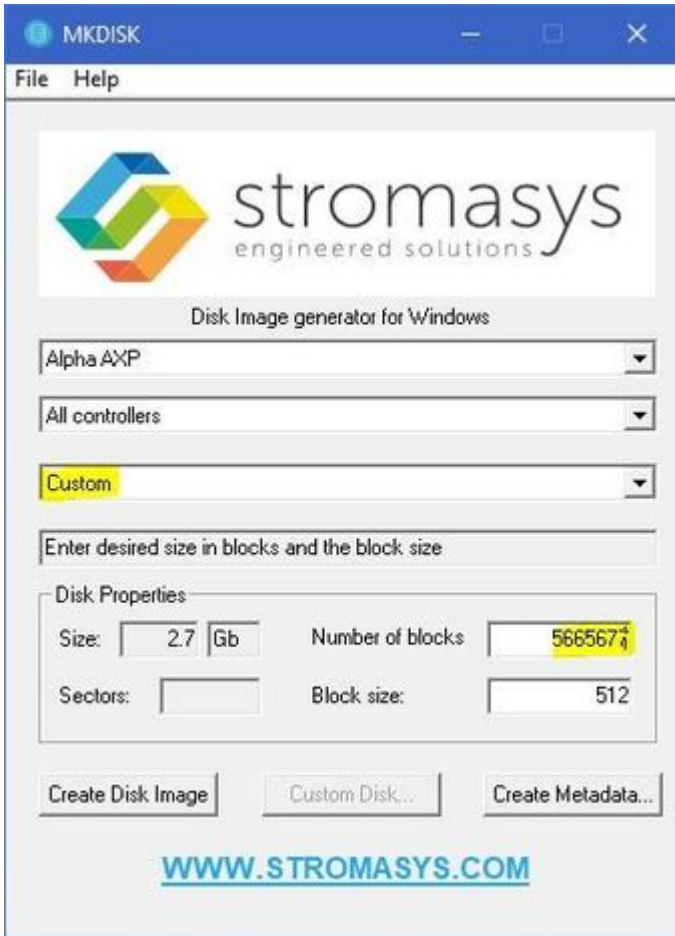 MKDISK
File Help
stromasys
engineered solutions
Disk Image generator for Windows
Alpha AXP
All controllers
Custom
Enter desired size in blocks and the block size
Disk Properties
Size: 2.7 Gb Number of blocks
Sectors: Block size: 512
Create Disk Image Custom Disk... Create Metadata...
WWW.STROMASYS.COM